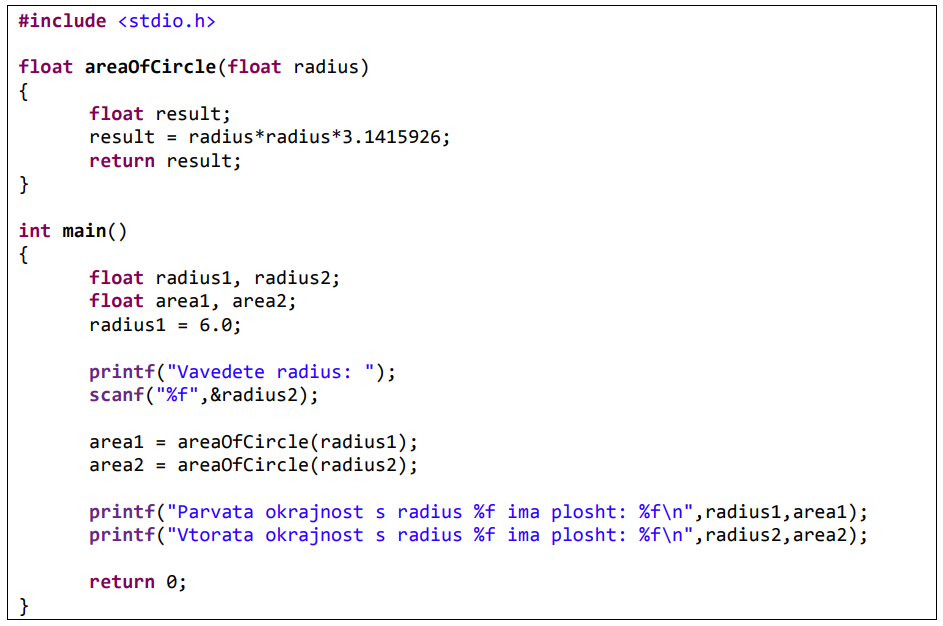 #include <stdio.h>
float areaOfCircle(float radius)
{
float result;
result = radius*radius*3.1415926;
return result;
}
int main()
{
float radius1, radius2;
float area1, area2;
radius1 = 6.0;
printf("Vavedete radius: ");
scanf("%f",&radius2);
area1 = areaOfCircle(radius1);
area2 = areaOfCircle(radius2);
printf("Parvata okrajnost s radius %f ima plosht: %f\n",radius1,area1);
printf("Vtorata okrajnost s radius %f ima plosht: %f\n",radius2,area2);
return 0;
}